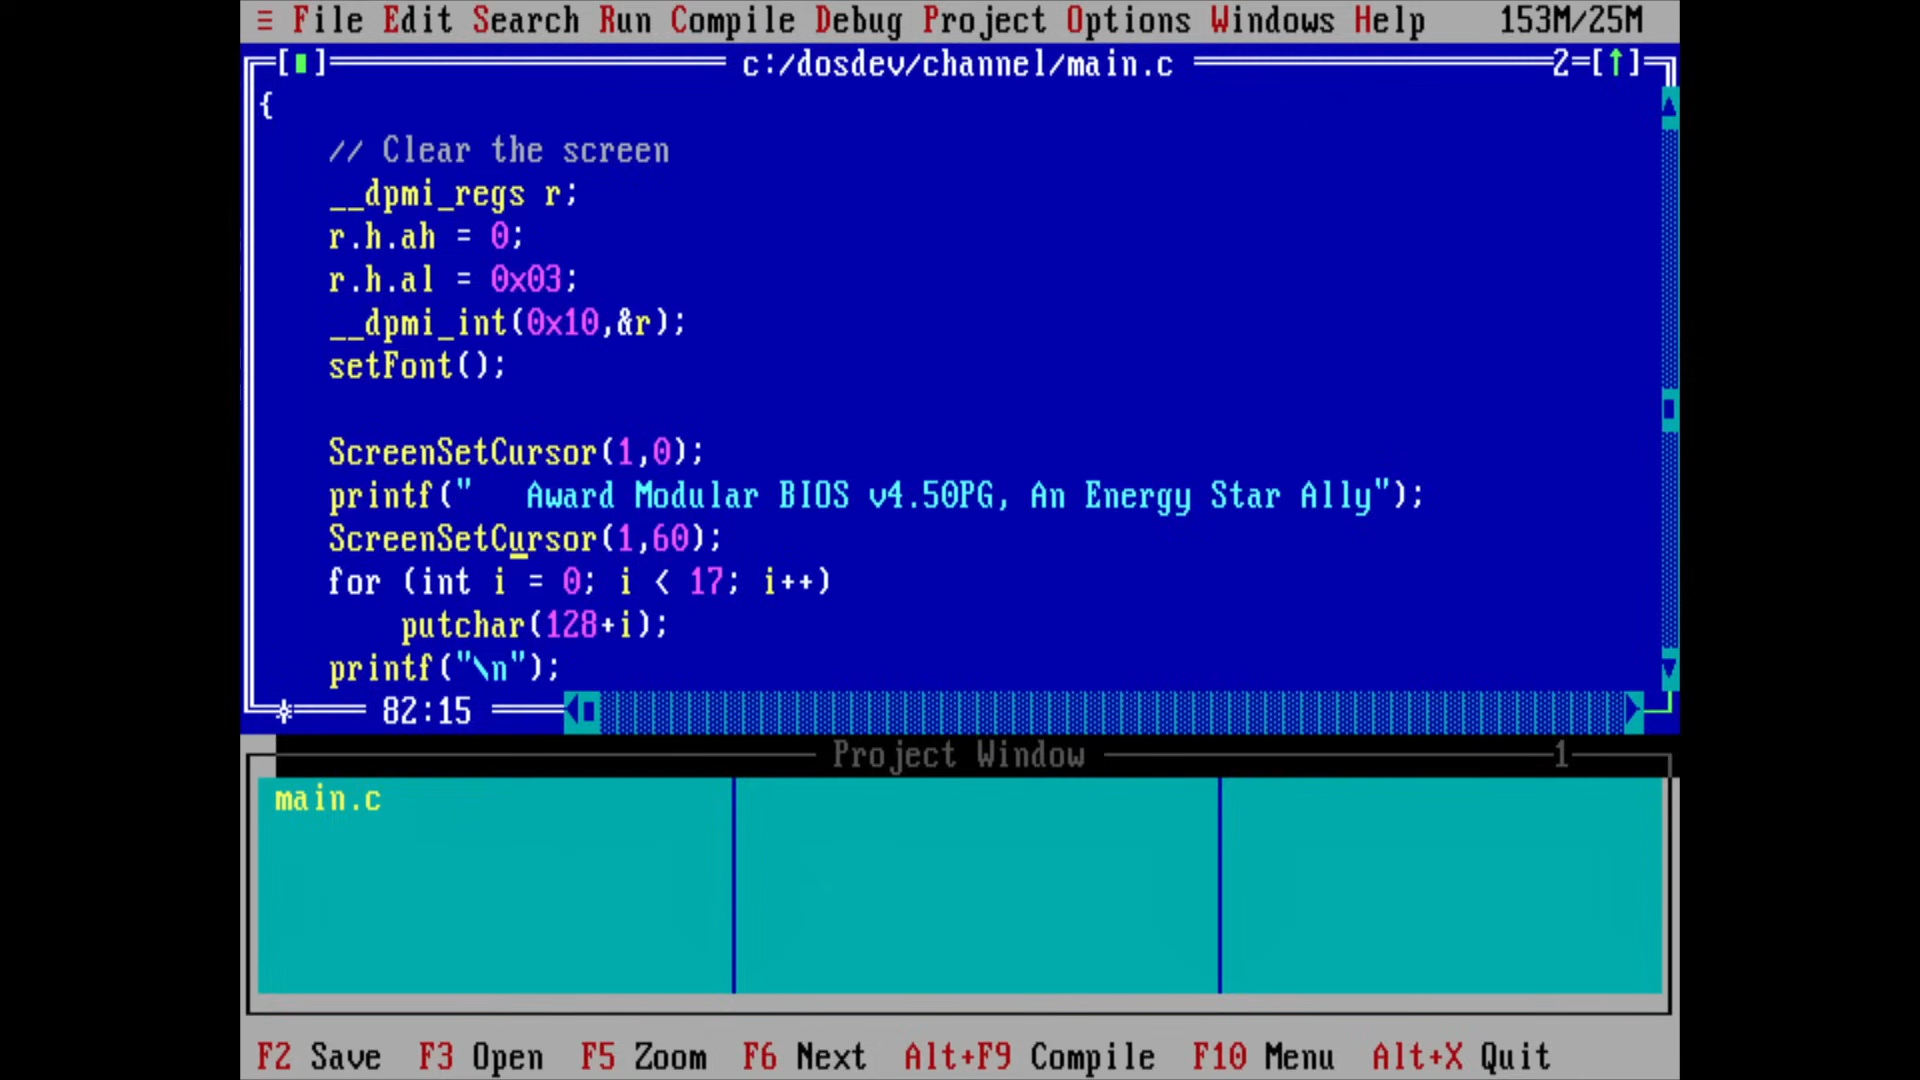 ≡ File Edit Search Run Compile Debug Project Options Windows Help 153M/25M
c:/dosdev/channel/main.c 2=[↑]
{
// Clear the screen
__dpmi_regs r;
r.h.ah = 0;
r.h.al = 0x03;
__dpmi_int(0x10,&r);
setFont();
ScreenSetCursor(1,0);
printf("   Award Modular BIOS v4.50PG, An Energy Star Ally");
ScreenSetCursor(1,60);
for (int i = 0; i < 17; i++)
putchar(128+i);
printf("\n");
82:15
Project Window 1
main.c
F2 Save F3 Open F5 Zoom F6 Next Alt+F9 Compile F10 Menu Alt+X Quit